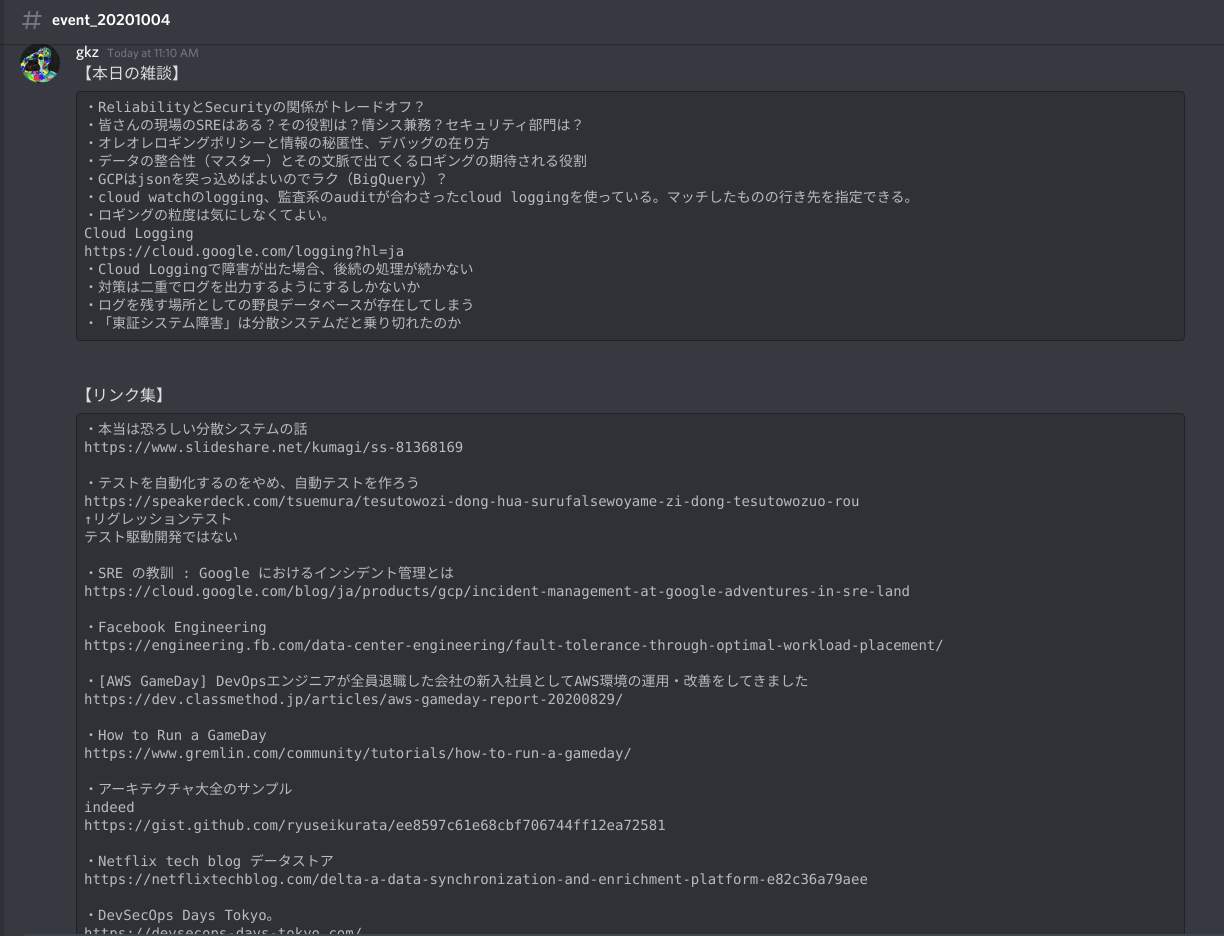 # event_20201004
gkz Today at 11:10 AM
【本日の雑談】
・ReliabilityとSecurityの関係がトレードオフ？
・皆さんの現場のSREはある？その役割は？情シス兼務？セキュリティ部門は？
・オレオレロギングポリシーと情報の秘匿性、デバッグの在り方
・データの整合性（マスター）とその文脈で出てくるロギングの期待される役割
・GCPはjsonを突っ込めばよいのでラク（BigQuery）？
・cloud watchのlogging、監査系のauditが合わさったcloud loggingを使っている。マッチしたものの行き先を指定できる。
・ロギングの粒度は気にしなくてよい。
Cloud Logging
https://cloud.google.com/logging?hl=ja
・Cloud Loggingで障害が出た場合、後続の処理が続かない
・対策は二重でログを出力するようにするしかないか
・ログを残す場所としての野良データベースが存在してしまう
・「東証システム障害」は分散システムだと乗り切れたのか
【リンク集】
・本当は恐ろしい分散システムの話
https://www.slideshare.net/kumagi/ss-81368169
・テストを自動化するのをやめ、自動テストを作ろう
https://speakerdeck.com/tsuemura/tesutowozi-dong-hua-surufalsewoyame-zi-dong-tesutowozuo-rou
↑リグレッションテスト
テスト駆動開発ではない
・SRE の教訓 : Google におけるインシデント管理とは
https://cloud.google.com/blog/ja/products/gcp/incident-management-at-google-adventures-in-sre-land
・Facebook Engineering
https://engineering.fb.com/data-center-engineering/fault-tolerance-through-optimal-workload-placement/
・[AWS GameDay] DevOpsエンジニアが全員退職した会社の新入社員としてAWS環境の運用・改善をしてきました
https://dev.classmethod.jp/articles/aws-gameday-report-20200829/
・How to Run a GameDay
https://www.gremlin.com/community/tutorials/how-to-run-a-gameday/
・アーキテクチャ大全のサンプル
indeed
https://gist.github.com/ryuseikurata/ee8597c61e68cbf706744ff12ea72581
・Netflix tech blog データストア
https://netflixtechblog.com/delta-a-data-synchronization-and-enrichment-platform-e82c36a79aee
・DevSecOps Days Tokyo。
https://devsecops-days-tokyo.com/